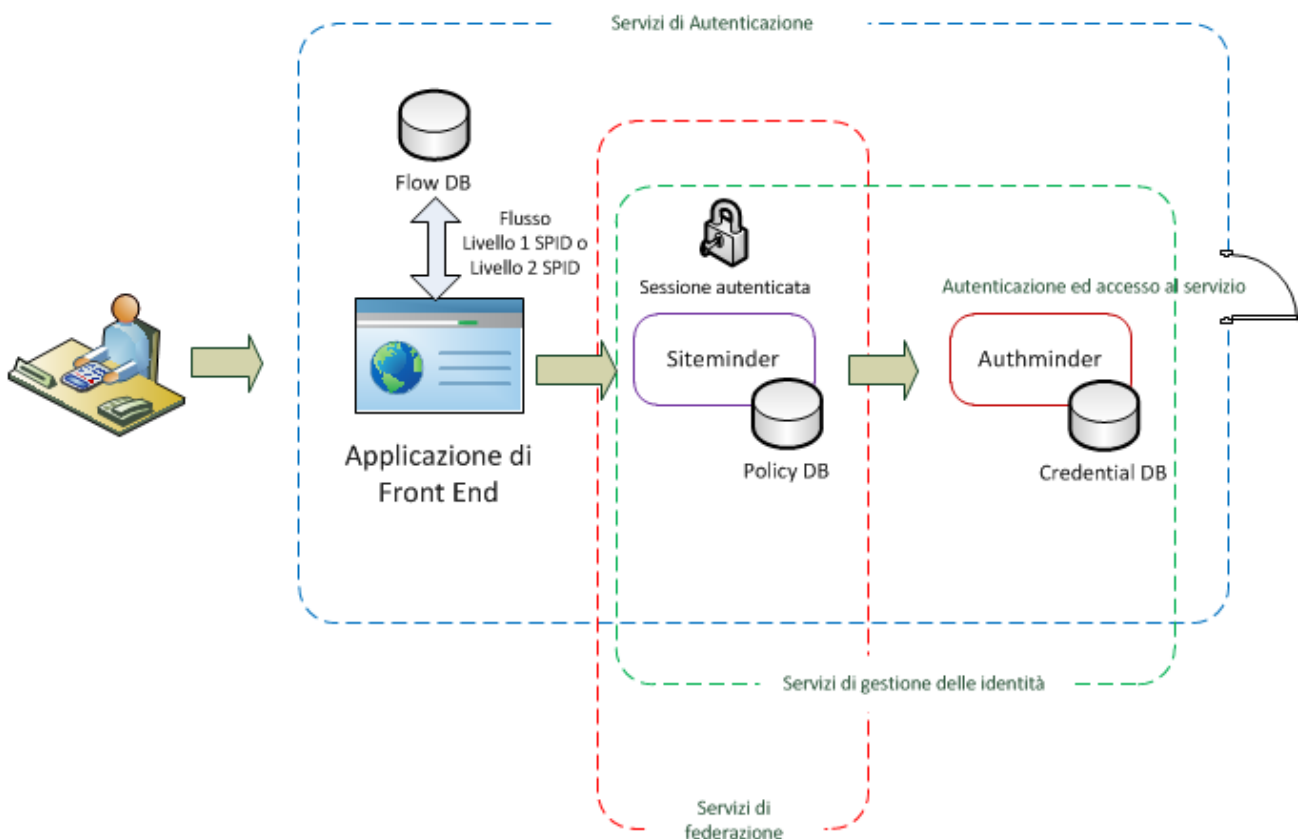 Servizi di Autenticazione
Flow DB
Flusso
Livello 1 SPID o
Livello 2 SPID
Sessione autenticata
Autenticazione ed accesso al servizio
Siteminder
Authminder
Applicazione di
Front End
Policy DB
Credential DB
Servizi di gestione delle identità
Servizi di
federazione